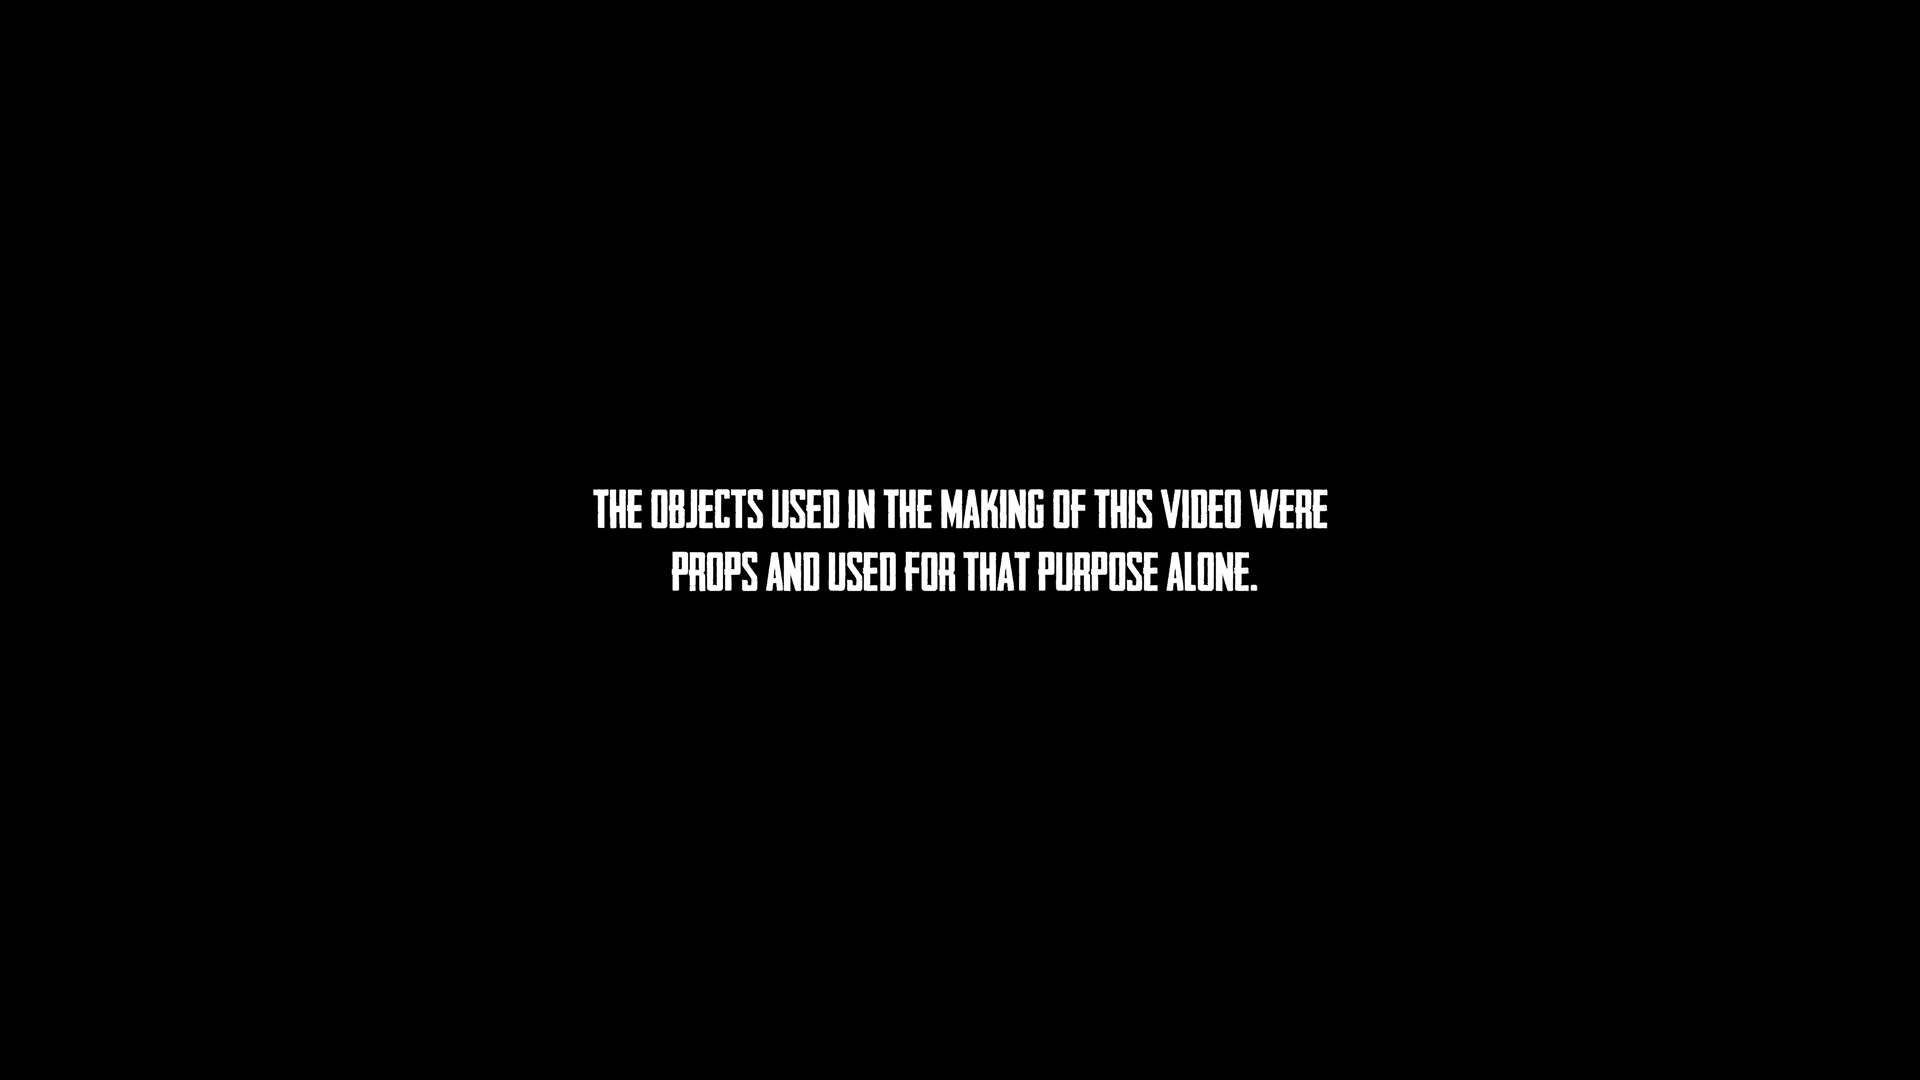 THE OBJECTS USED IN THE MAKING OF THIS VIDEO WERE
PROPS AND USED FOR THAT PURPOSE ALONE.